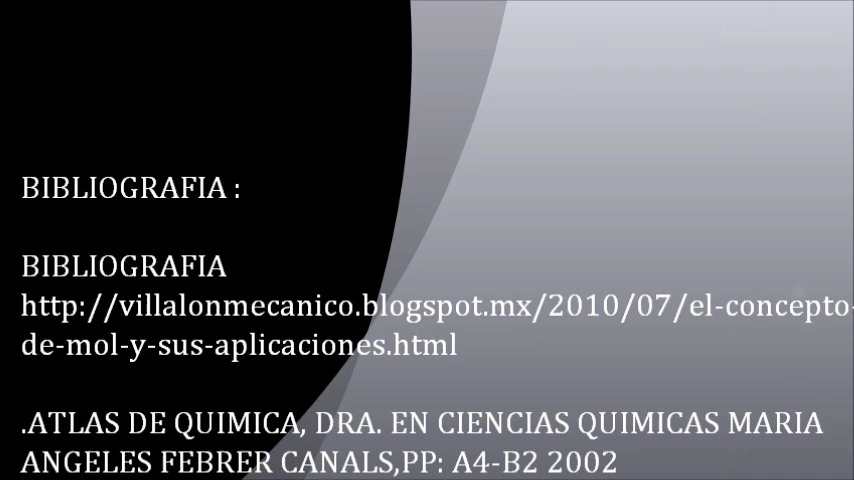 BIBLIOGRAFIA :
BIBLIOGRAFIA
http://villalonmecanico.blogspot.mx/2010/07/el-concepto-
de-mol-y-sus-aplicaciones.html
.ATLAS DE QUIMICA, DRA. EN CIENCIAS QUIMICAS MARIA
ANGELES FEBRER CANALS,PP: A4-B2 2002